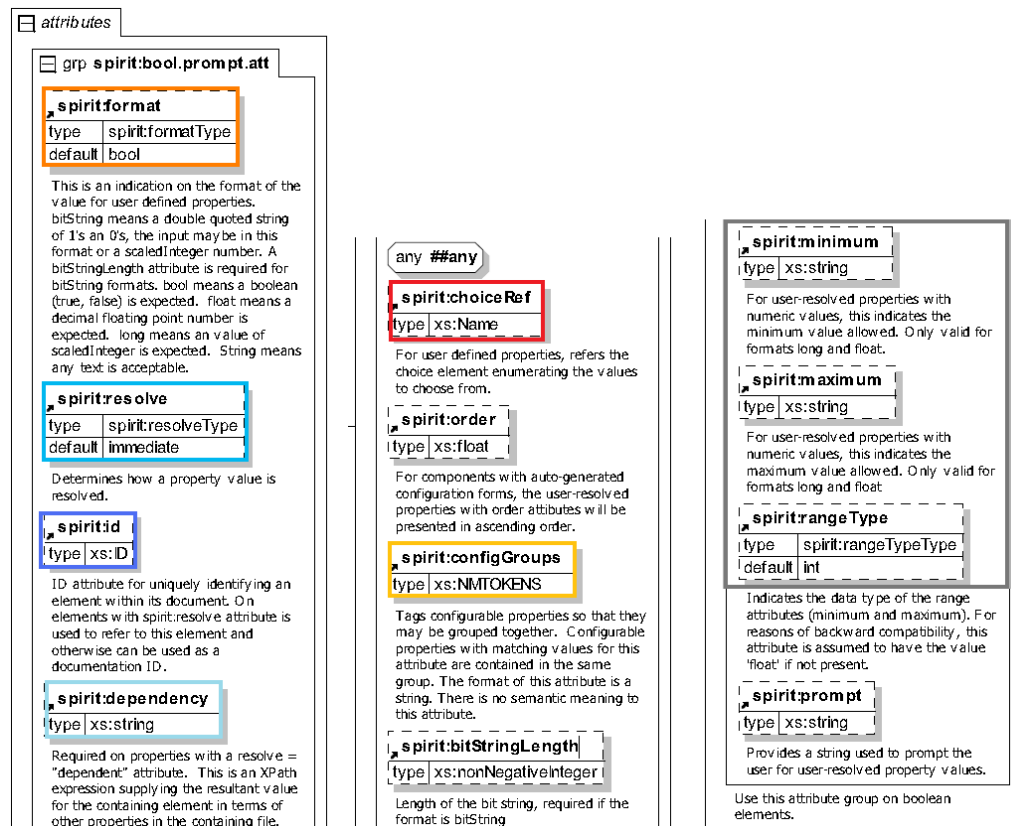 attributes
grp spirit:bool.prompt.att
spirit:format
type spirit:formatType
default bool
This is an indication on the format of the
value for user defined properties.
bitString means a double quoted string
of 1's an 0's, the input maybe in this
format or a scaledInteger number. A
bitStringLength attribute is required for
bitString formats. bool means a boolean
(true, false) is expected. float means a
decimal floating point number is
expected. long means an value of
scaledInteger is expected. String means
any text is acceptable.
spirit:resolve
type spirit:resolveType
default immediate
Determines how a property value is
resolved.
spirit:id
type xs:ID
ID attribute for uniquely identifying an
element within its document. On
elements with spirit:resolve attribute is
used to refer to this element and
otherwise can be used as a
documentation ID.
spirit:dependency
type xs:string
Required on properties with a resolve =
"dependent" attribute. This is an XPath
expression supplying the resultant value
for the containing element in terms of
other properties in the containing file.
any ##any
spirit:choiceRef
type xs:Name
For user defined properties, refers the
choice element enumerating the values
to choose from.
spirit:order
type xs:float
For components with auto-generated
configuration forms, the user-resolved
properties with order attibutes will be
presented in ascending order.
spirit:configGroups
type xs:NMTOKENS
Tags configurable properties so that they
may be grouped together. Configurable
properties with matching values for this
attribute are contained in the same
group. The format of this attribute is a
string. There is no semantic meaning to
this attribute.
spirit:bitStringLength
type xs:nonNegativeInteger
Length of the bit string, required if the
format is bitString
spirit:minimum
type xs:string
For user-resolved properties with
numeric values, this indicates the
minimum value allowed. Only valid for
formats long and float.
spirit:maximum
type xs:string
For user-resolved properties with
numeric values, this indicates the
maximum value allowed. Only valid for
formats long and float
spirit:rangeType
type spirit:rangeTypeType
default int
Indicates the data type of the range
attributes (minimum and maximum). For
reasons of backward compatibility, this
attribute is assumed to have the value
'float' if not present.
spirit:prompt
type xs:string
Provides a string used to prompt the
user for user-resolved property values.
Use this attribute group on boolean
elements.